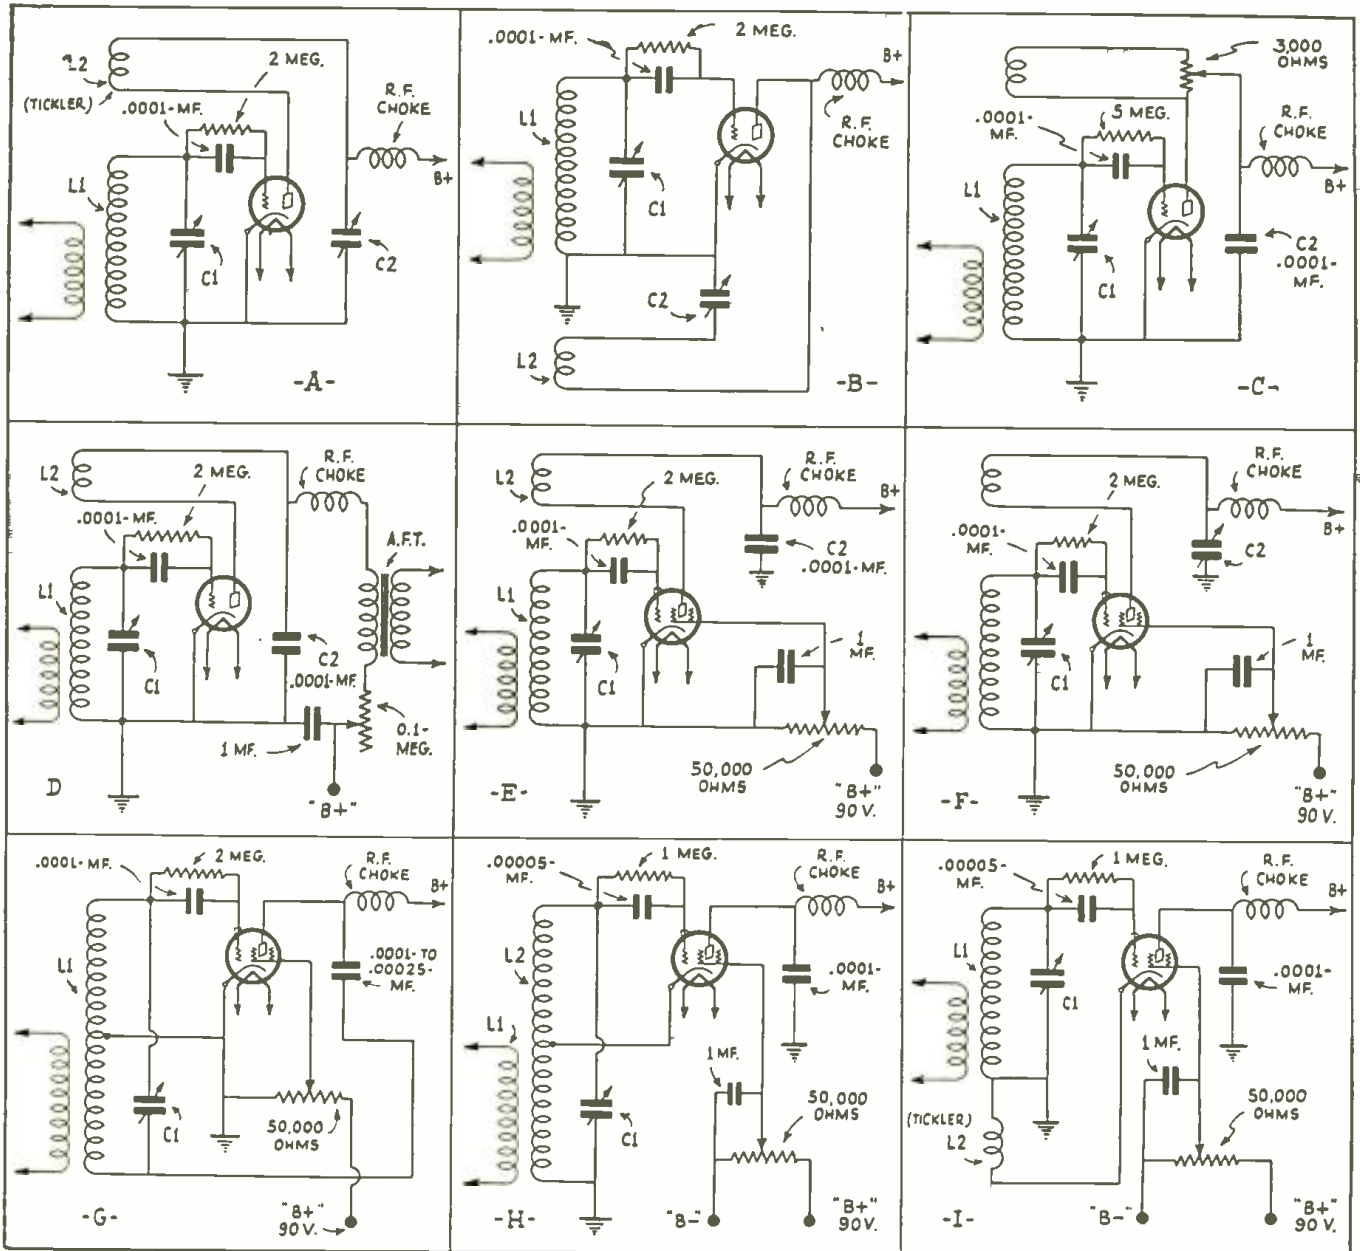 L2
(TICKLER)
2 MEG.
.0001-MF.
R.F.
CHOKE
B+
L1
C1
C2
-A-
.0001-MF.
2 MEG.
B+
R.F.
CHOKE
L1
C1
C2
L2
-B-
3,000
OHMS
.0001-
MF.
5 MEG.
R.F.
CHOKE
B+
L1
C1
C2
.0001-
MF.
-C-
L2
2 MEG.
R.F.
CHOKE
.0001-MF.
A.F.T.
L1
C1
C2
.0001-MF.
1 MF.
0.1-
MEG.
D
"B+"
L2
2 MEG.
R.F.
CHOKE
B+
.0001-
MF.
C2
.0001-MF.
L1
C1
1
MF.
50,000
OHMS
-E-
"B+"
90 V.
R.F.
CHOKE
2 MEG.
B+
.0001-
MF.
C2
L1
C1
1
MF.
50,000
OHMS
-F-
"B+"
90 V.
.0001-MF.
2 MEG.
R.F.
CHOKE
B+
L1
.0001-TO
.00025-
MF.
C1
50,000
OHMS
-G-
"B+"
90 V.
.00005-
MF.
1 MEG.
R.F.
CHOKE
B+
L2
.0001-
MF.
L1
1 MF.
C1
50,000
OHMS
-H-
"B-"
"B+"
90 V.
.00005-
MF.
1 MEG.
R.F.
CHOKE
B+
L1
C1
.0001-
MF.
1 MF.
(TICKLER)
L2
50,000
OHMS
-I-
"B-"
"B+"
90 V.